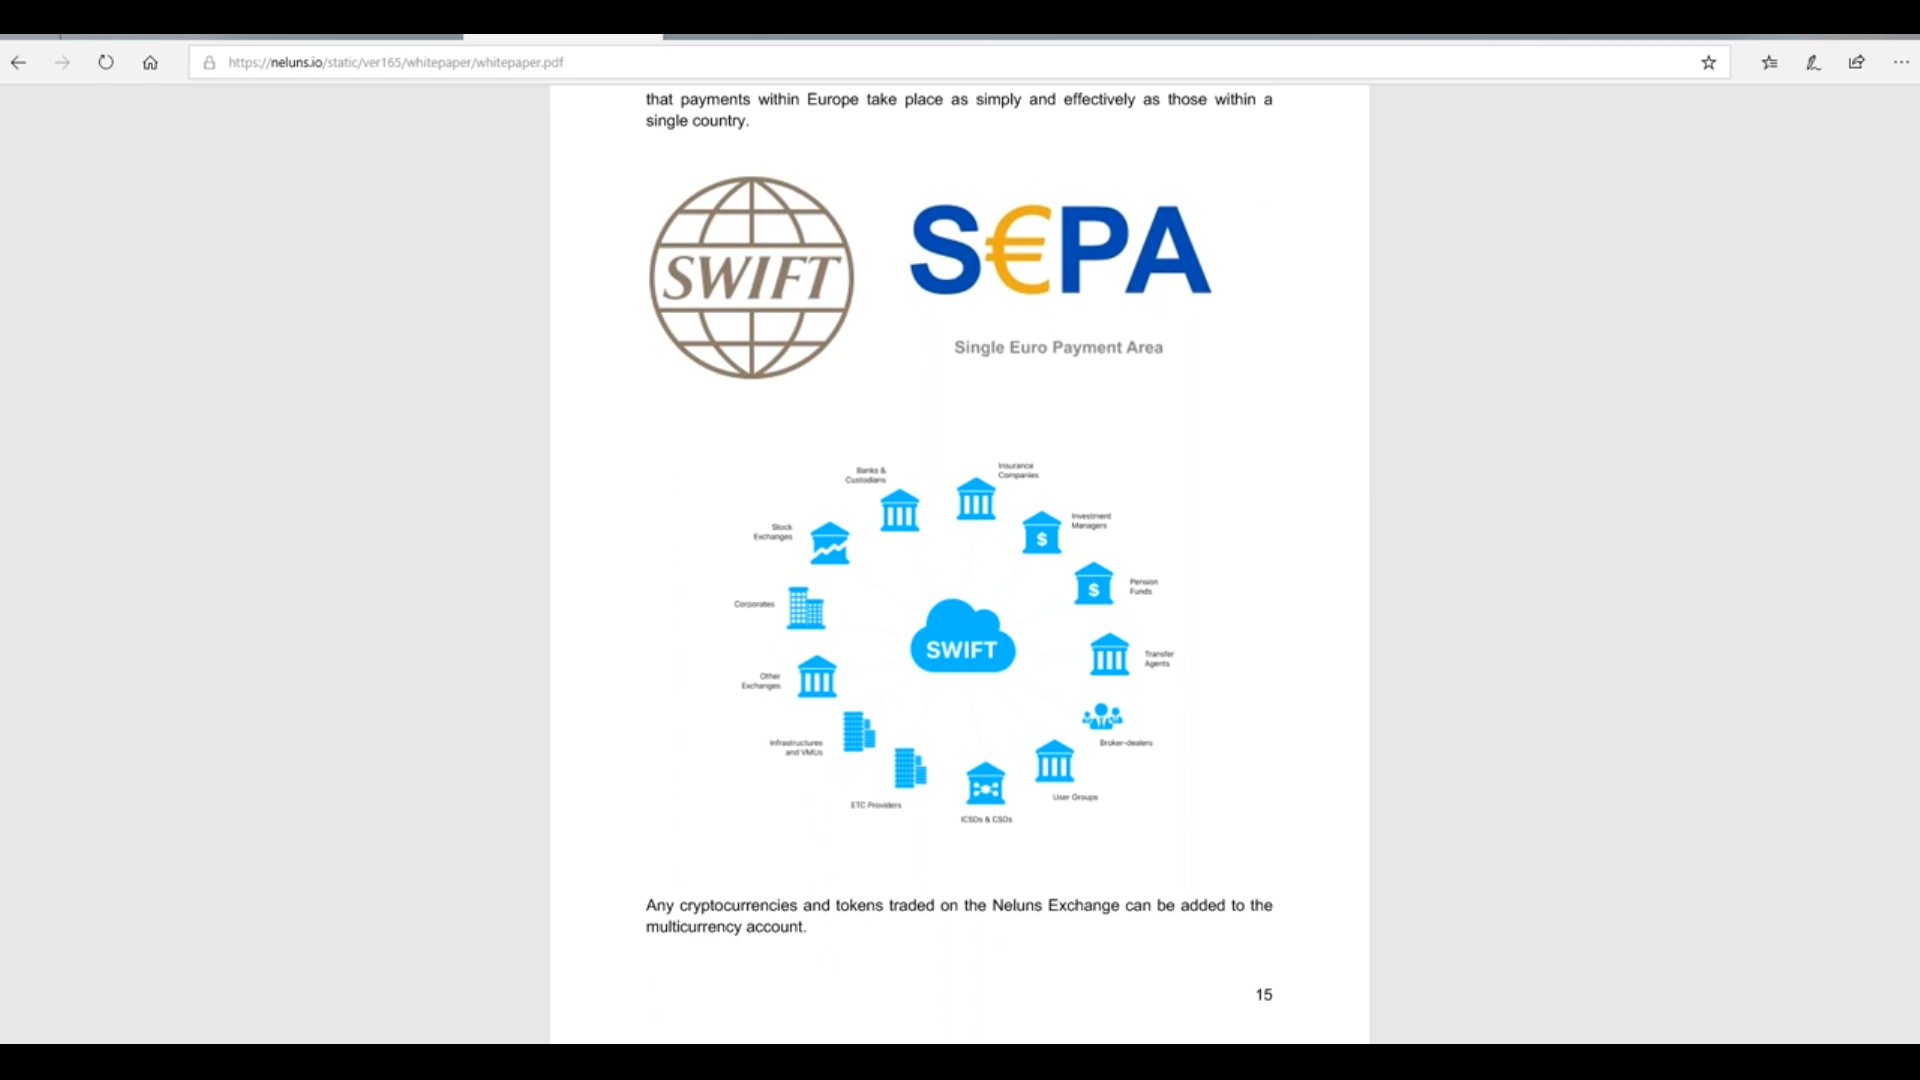 https://neluns.io/static/ver165/whitepaper/whitepaper.pdf
that payments within Europe take place as simply and effectively as those within a
single country.
SWIFT
S€PA
Single Euro Payment Area
Banks &
Custodians
Insurance
Companies
Stock
Exchanges
Investment
Managers
$
Pension
Funds
$
Corporates
SWIFT
Transfer
Agents
Other
Exchanges
Infrastructures
and VMUs
Broker-dealers
ETC Providers
User Groups
ICSDs & CSDs
Any cryptocurrencies and tokens traded on the Neluns Exchange can be added to the
multicurrency account.
15